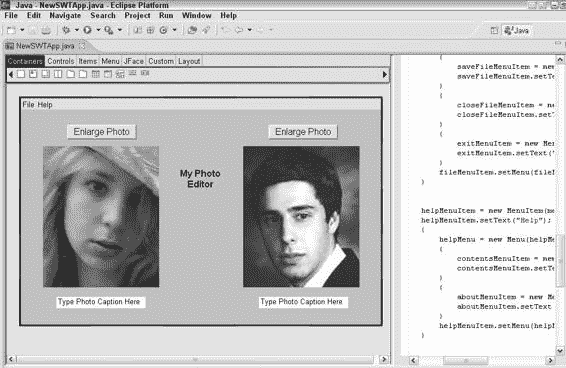 Java - NewSWTApp.java - Eclipse Platform
File Edit Navigate Search Project Run Window Help
Java
NewSWTApp.java
Containers Controls Items Menu JFace Custom Layout
File Help
Enlarge Photo
Enlarge Photo
My Photo
Editor
Type Photo Caption Here
Type Photo Caption Here
{
saveFileMenuItem = new
saveFileMenuItem.setT
}
{
closeFileMenuItem = n
closeFileMenuItem.set
}
{
exitMenuItem = new Men
exitMenuItem.setText("
}
fileMenuItem.setMenu(fileM
}
helpMenuItem = new MenuItem(me
helpMenuItem.setText("Help");
{
helpMenu = new Menu(helpMe
{
contentsMenuItem = new
contentsMenuItem.setT
}
{
aboutMenuItem = new Me
aboutMenuItem.setText
}
helpMenuItem.setMenu(helpM
}